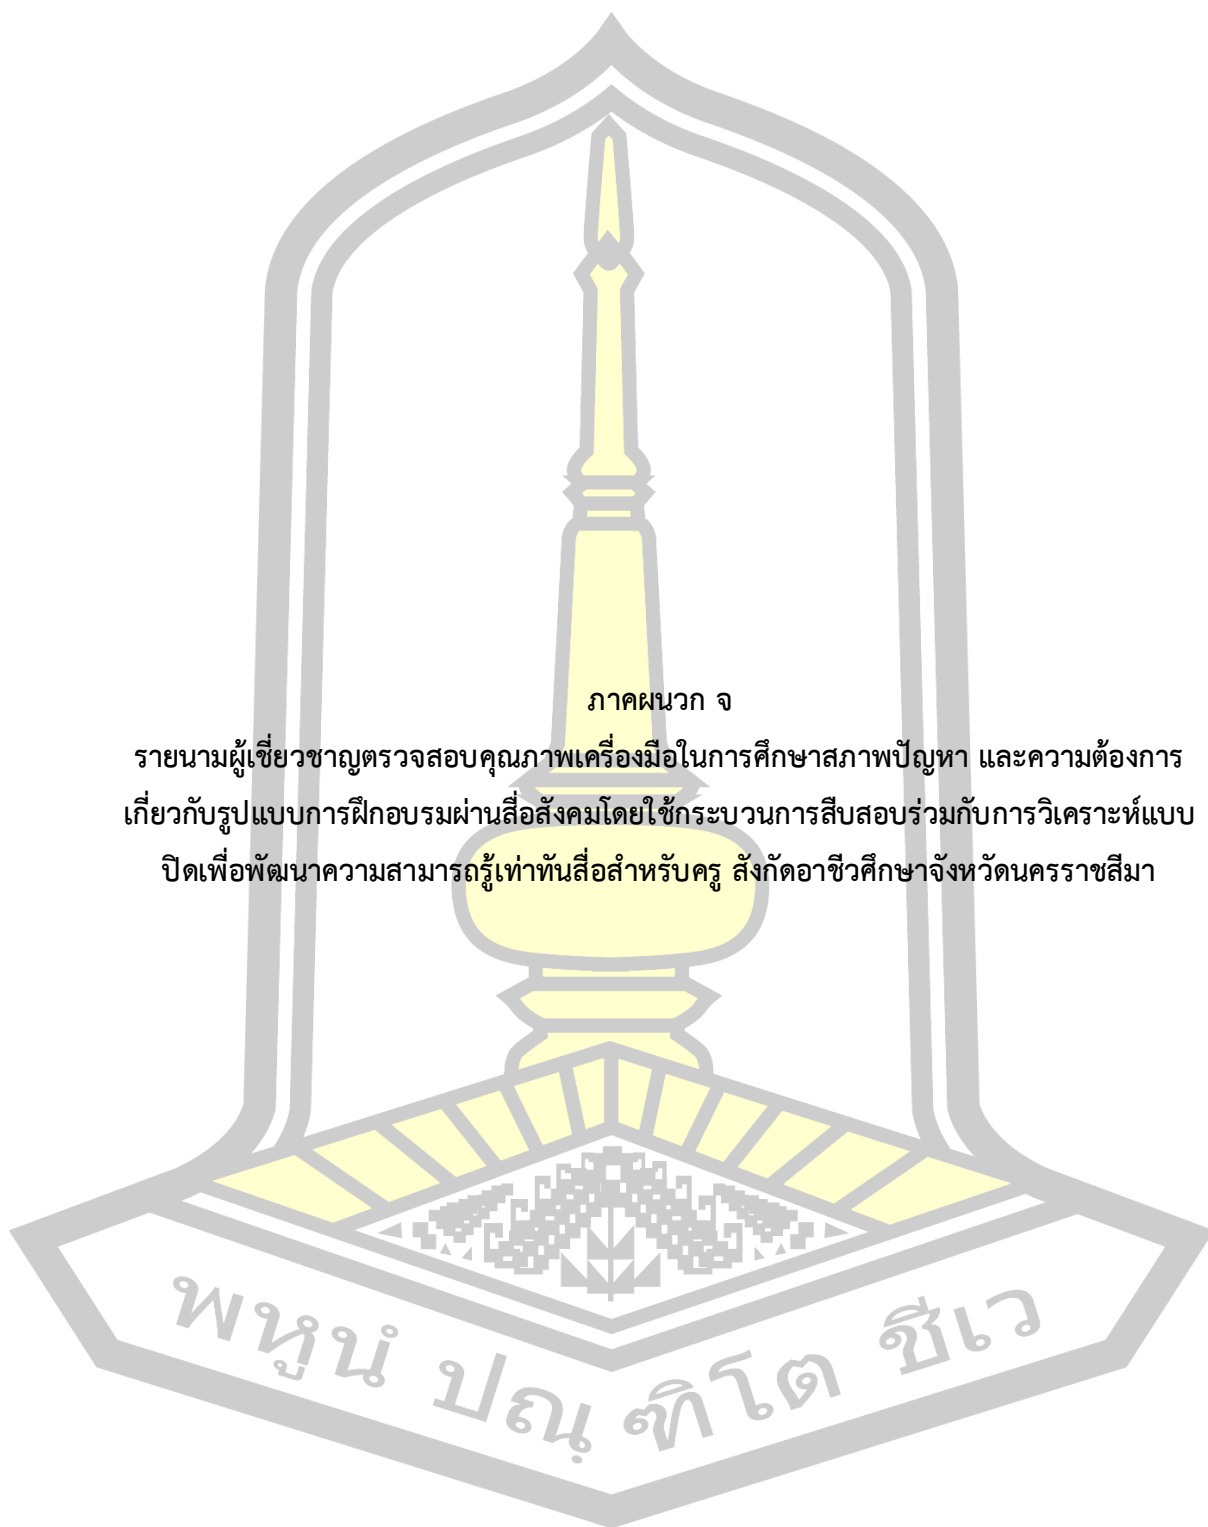 ภาคผนวก จ
รายนามผู้เชี่ยวชาญตรวจสอบคุณภาพเครื่องมือในการศึกษาสภาพปัญหา และความต้องการ
เกี่ยวกับรูปแบบการฝึกอบรมผ่านสื่อสังคมโดยใช้กระบวนการสืบสอบร่วมกับการวิเคราะห์แบบ
ปิดเพื่อพัฒนาความสามารถรู้เท่าทันสื่อสำหรับครู สังกัดอาชีวศึกษาจังหวัดนครราชสีมา
พหูนํ ปณฺฑิโต ชีเว